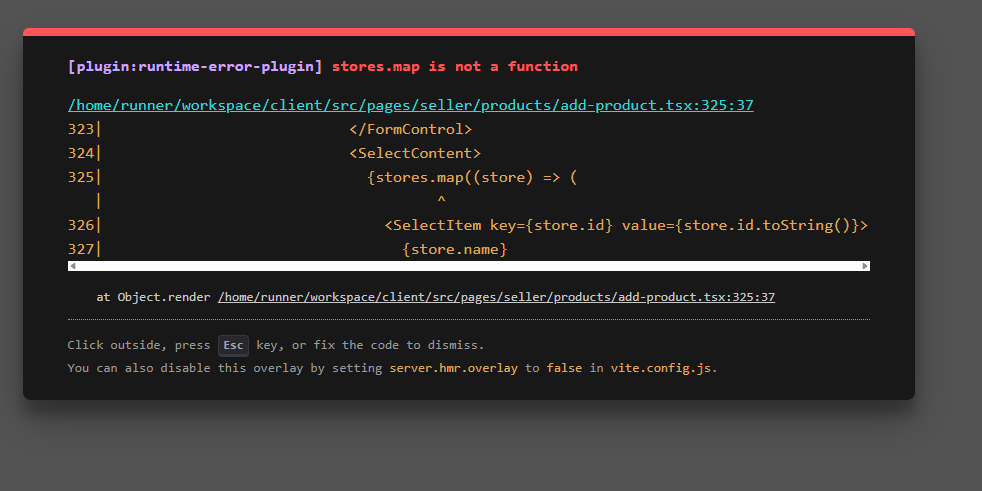 [plugin:runtime-error-plugin] stores.map is not a function
/home/runner/workspace/client/src/pages/seller/products/add-product.tsx:325:37
323|                            </FormControl>
324|                            <SelectContent>
325|                              {stores.map((store) => (
   |                                      ^
326|                                <SelectItem key={store.id} value={store.id.toString()}>
327|                                  {store.name}
at Object.render /home/runner/workspace/client/src/pages/seller/products/add-product.tsx:325:37
Click outside, press Esc key, or fix the code to dismiss.
You can also disable this overlay by setting server.hmr.overlay to false in vite.config.js.